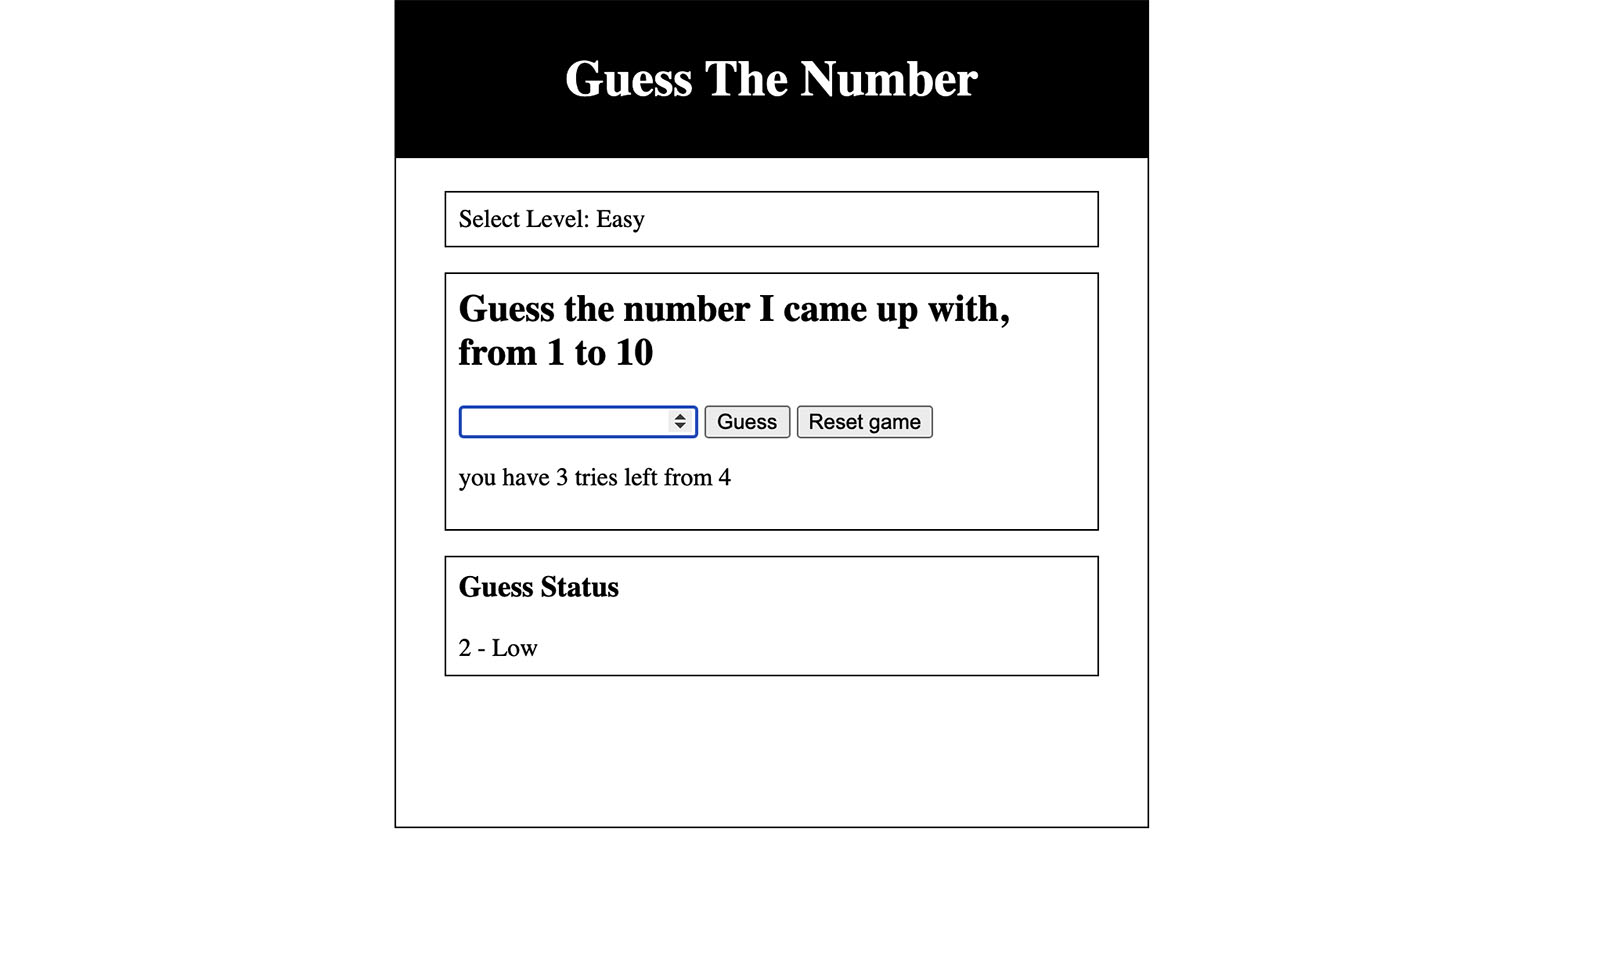 Guess The Number
Select Level: Easy
Guess the number I came up with,
from 1 to 10
Guess Reset game
you have 3 tries left from 4
Guess Status
2 - Low